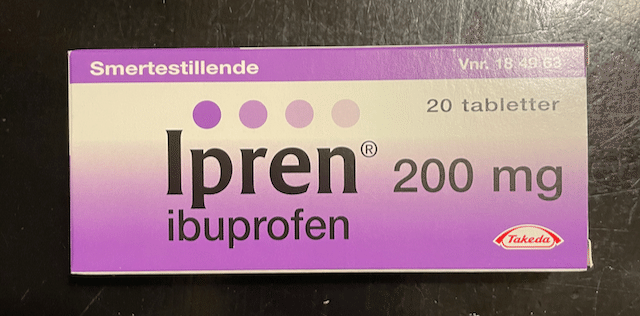 Smertestillende Vnr. 18 49 63
20 tabletter
Ipren® 200 mg
ibuprofen
Takeda